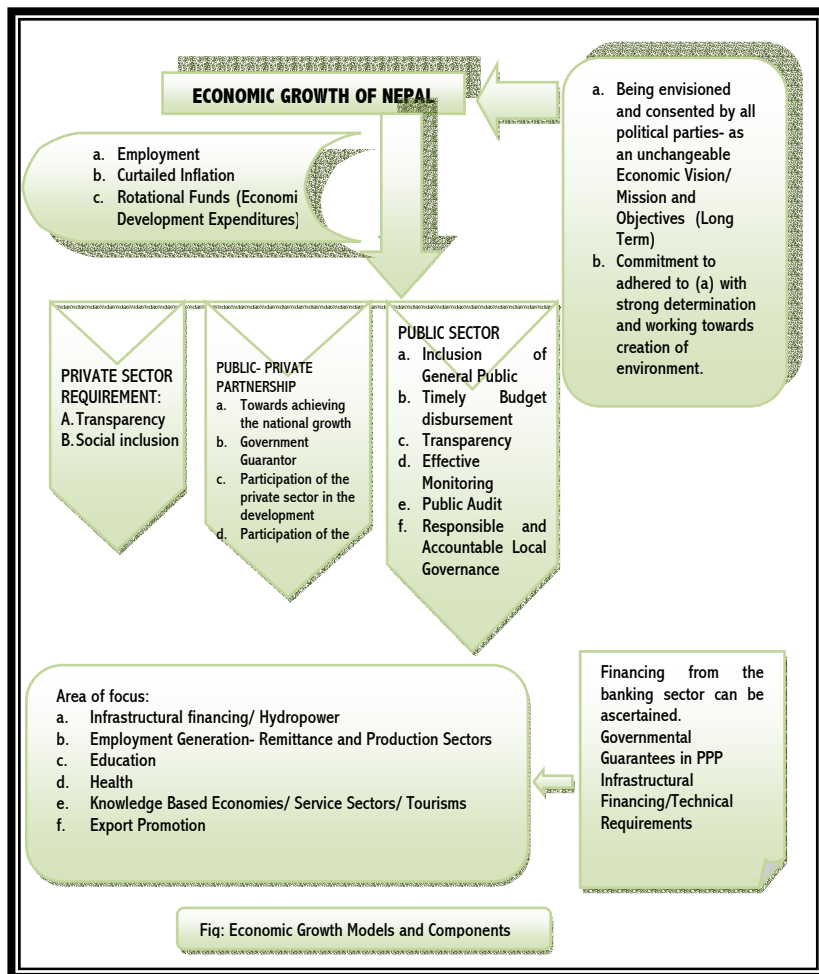 ECONOMIC GROWTH OF NEPAL
a. Being envisioned
and consented by all
political parties- as
an unchangeable
Economic Vision/
Mission and
Objectives (Long
Term)
b. Commitment to
adhered to (a) with
strong determination
and working towards
creation of
environment.
a. Employment
b. Curtailed Inflation
c. Rotational Funds (Economi
Development Expenditures)
PRIVATE SECTOR
REQUIREMENT:
A. Transparency
B. Social inclusion
PUBLIC- PRIVATE
PARTNERSHIP
a. Towards achieving
the national growth
b. Government
Guarantor
c. Participation of the
private sector in the
development
d. Participation of the
PUBLIC SECTOR
a. Inclusion of
General Public
b. Timely Budget
disbursement
c. Transparency
d. Effective
Monitoring
e. Public Audit
f. Responsible and
Accountable Local
Governance
Area of focus:
a. Infrastructural financing/ Hydropower
b. Employment Generation- Remittance and Production Sectors
c. Education
d. Health
e. Knowledge Based Economies/ Service Sectors/ Tourisms
f. Export Promotion
Financing from the
banking sector can be
ascertained.
Governmental
Guarantees in PPP
Infrastructural
Financing/Technical
Requirements
Fig: Economic Growth Models and Components